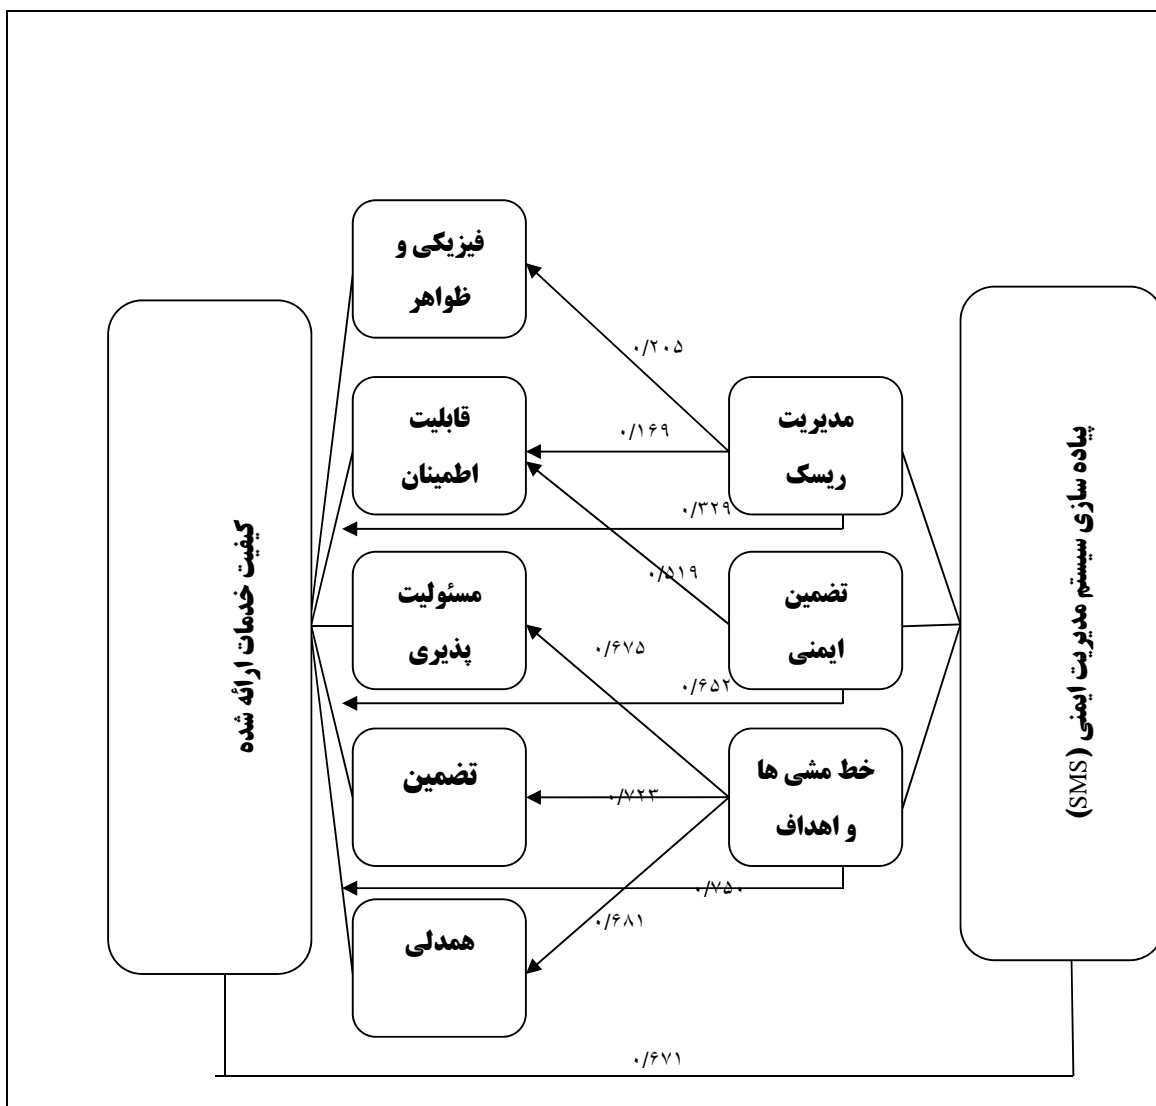 فیزیکی و
ظواهر
۰/۲۰۵
قابلیت
اطمینان
۰/۱۶۹
مدیریت
ریسک
۰/۳۲۹
پیاده سازی سیستم مدیریت ایمنی (SMS)
کیفیت خدمات ارائه شده
۰/۵۱۹
تضمین
ایمنی
مسئولیت
پذیری
۰/۶۷۵
۰/۶۵۲
خط مشی ها
و اهداف
تضمین
۰/۷۲۳
۰/۷۵۰
همدلی
۰/۶۸۱
۰/۶۷۱